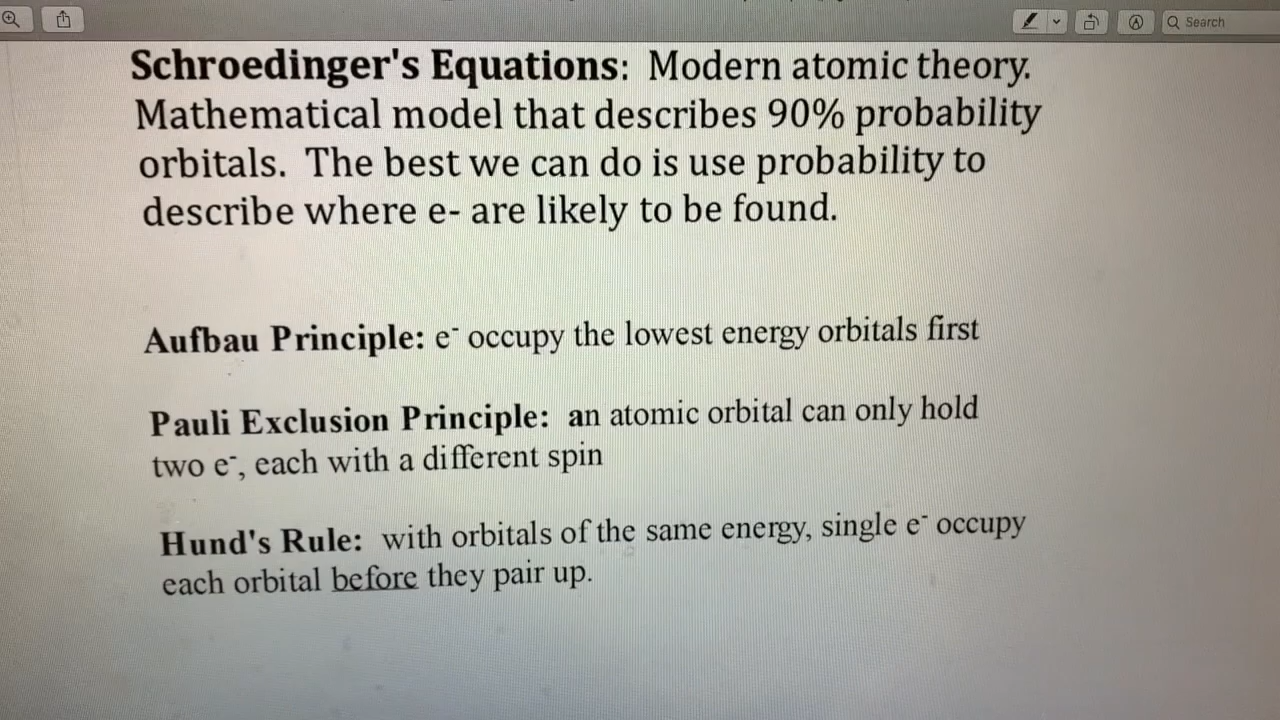 Search
Schroedinger's Equations: Modern atomic theory.
Mathematical model that describes 90% probability
orbitals. The best we can do is use probability to
describe where e- are likely to be found.
Aufbau Principle: e⁻ occupy the lowest energy orbitals first
Pauli Exclusion Principle: an atomic orbital can only hold
two e⁻, each with a different spin
Hund's Rule: with orbitals of the same energy, single e⁻ occupy
each orbital before they pair up.